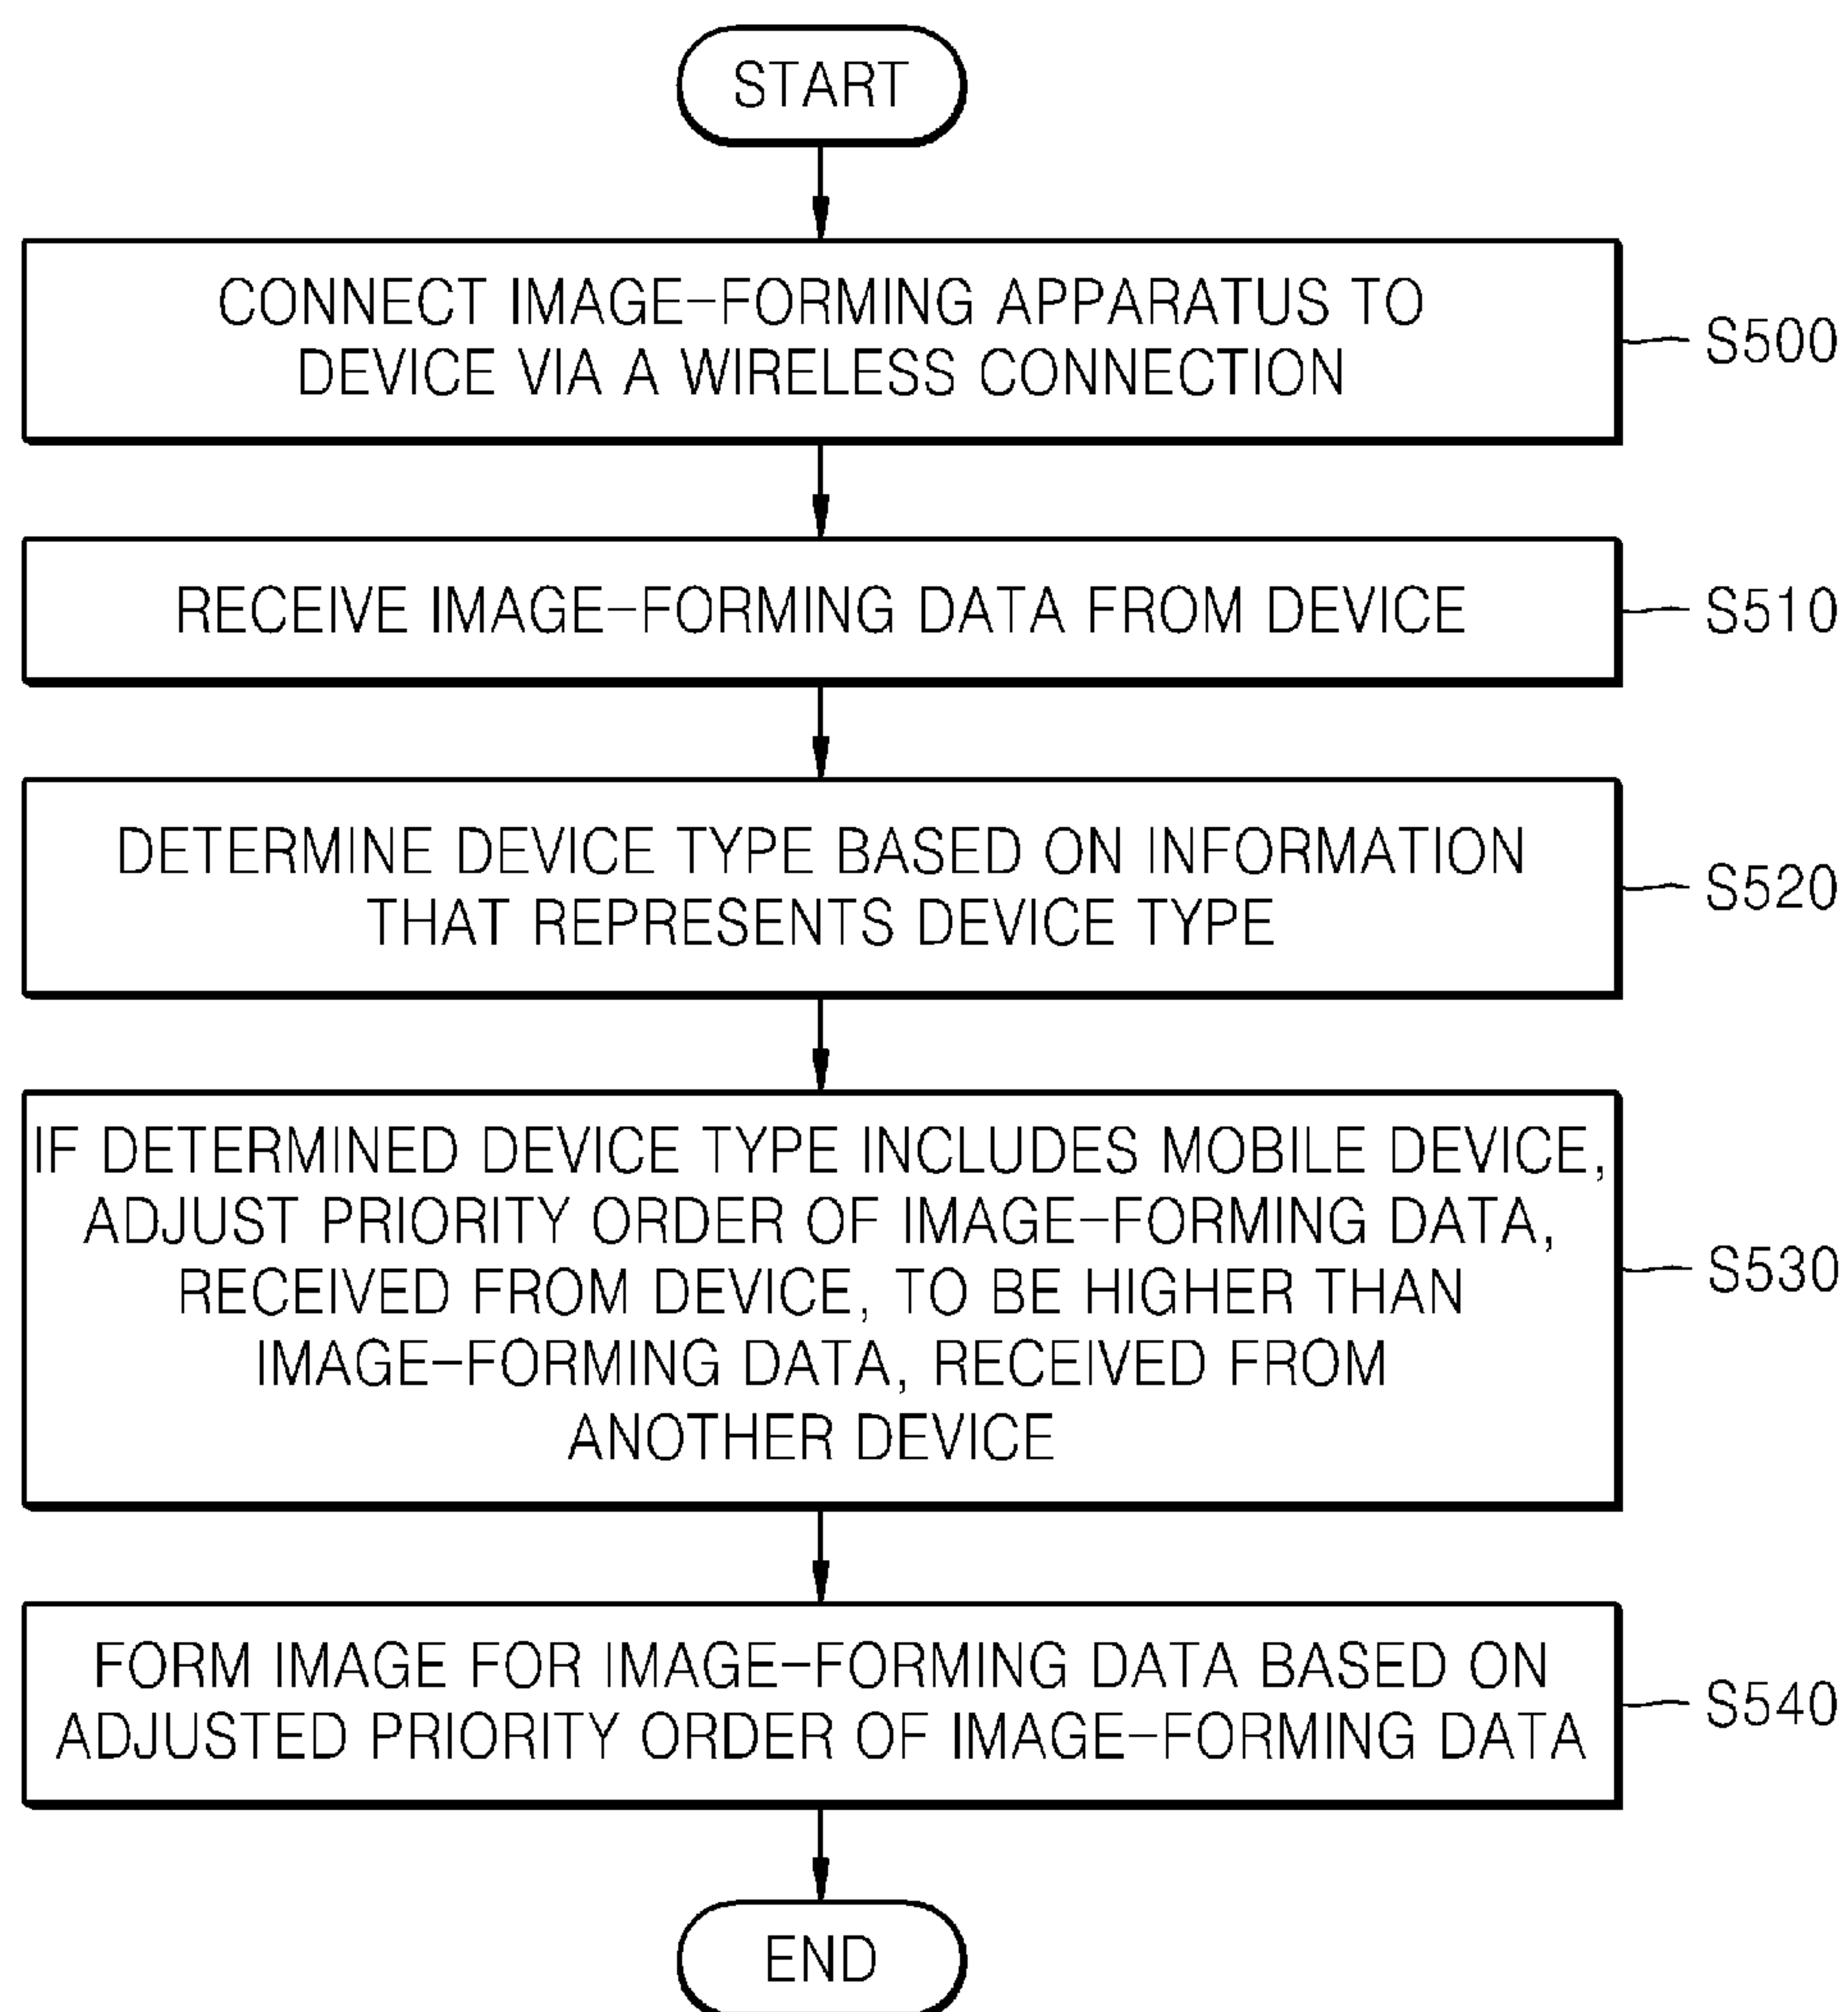 START
CONNECT IMAGE-FORMING APPARATUS TO
DEVICE VIA A WIRELESS CONNECTION
S500
RECEIVE IMAGE-FORMING DATA FROM DEVICE
S510
DETERMINE DEVICE TYPE BASED ON INFORMATION
THAT REPRESENTS DEVICE TYPE
S520
IF DETERMINED DEVICE TYPE INCLUDES MOBILE DEVICE,
ADJUST PRIORITY ORDER OF IMAGE-FORMING DATA,
RECEIVED FROM DEVICE, TO BE HIGHER THAN
IMAGE-FORMING DATA, RECEIVED FROM
ANOTHER DEVICE
S530
FORM IMAGE FOR IMAGE-FORMING DATA BASED ON
ADJUSTED PRIORITY ORDER OF IMAGE-FORMING DATA
S540
END